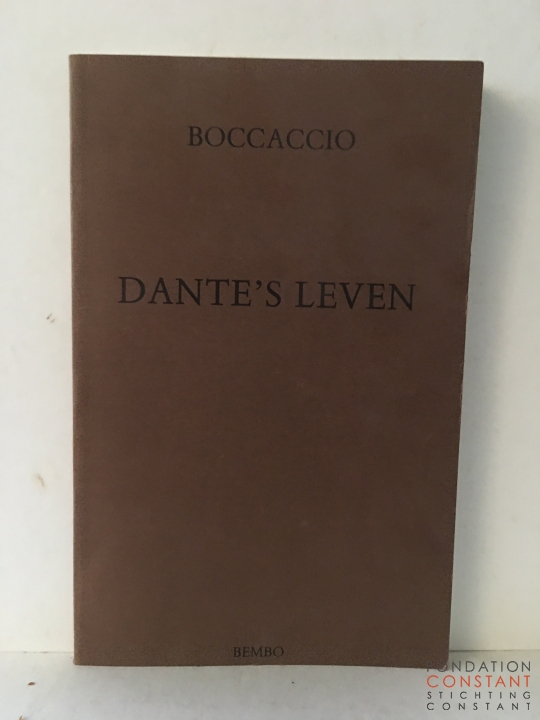 BOCCACCIO
DANTE'S LEVEN
BEMBO
FONDATION
CONSTANT
STICHTING
CONSTANT